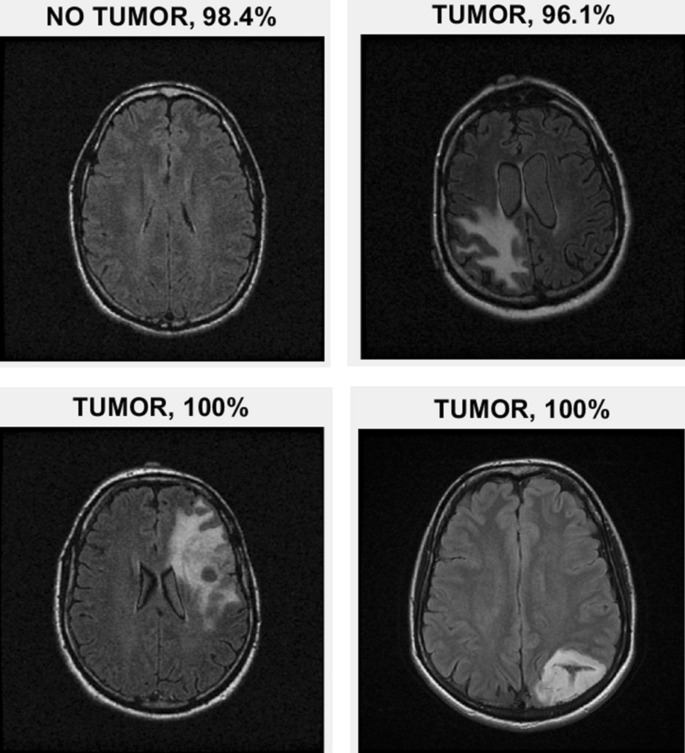 NO TUMOR, 98.4%
TUMOR, 96.1%
TUMOR, 100%
TUMOR, 100%